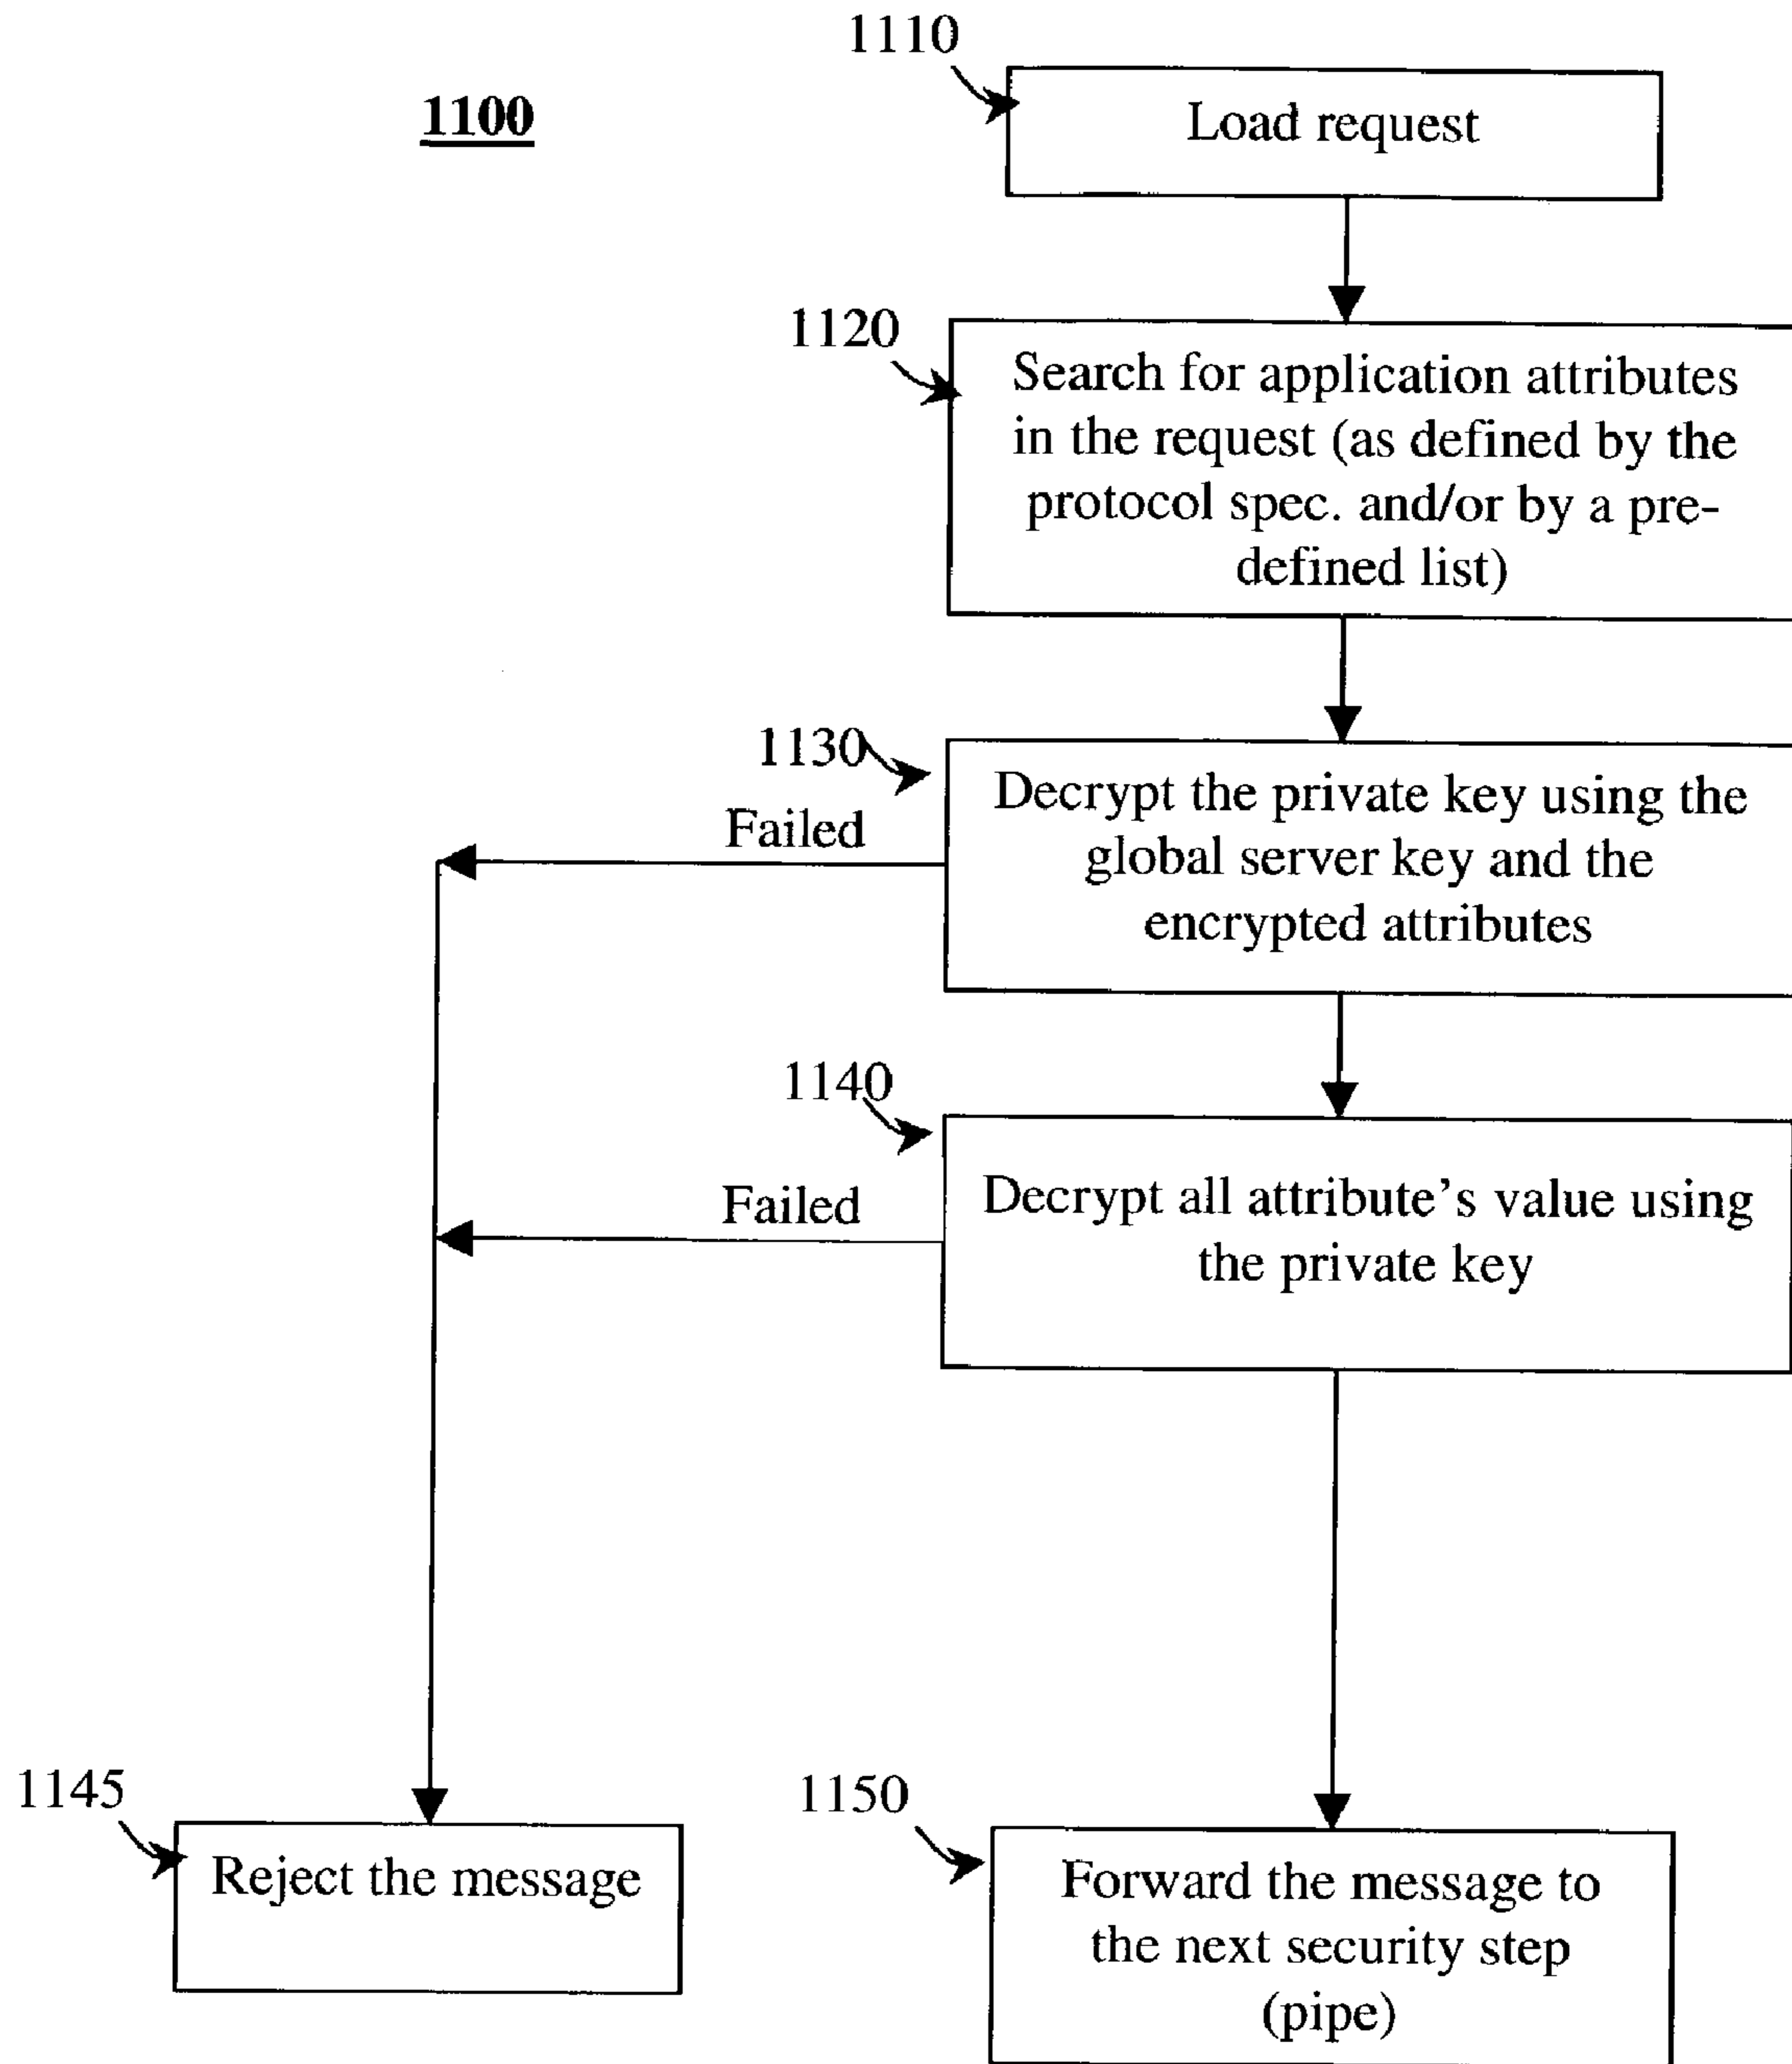 1110
1100
Load request
1120
Search for application attributes
in the request (as defined by the
protocol spec. and/or by a pre-
defined list)
1130
Failed
Decrypt the private key using the
global server key and the
encrypted attributes
1140
Failed
Decrypt all attribute's value using
the private key
1145
Reject the message
1150
Forward the message to
the next security step
(pipe)